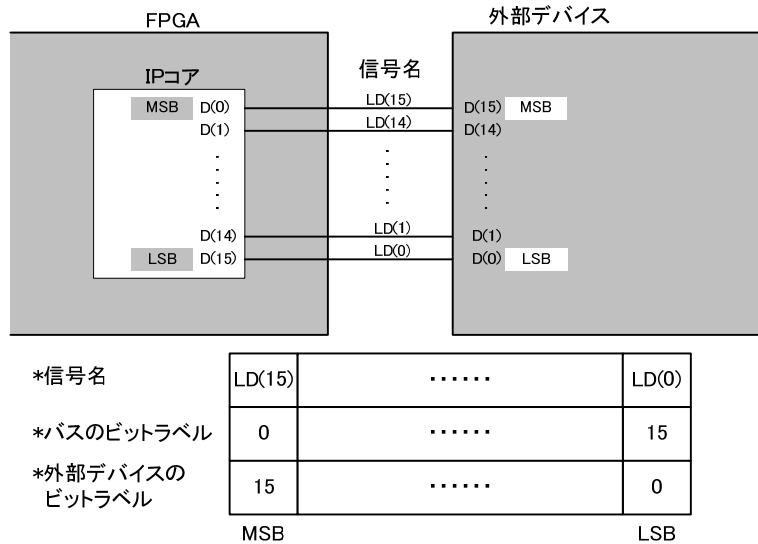 FPGA
外部デバイス
IPコア
信号名
MSB D(0) LD(15) D(15) MSB
D(1) LD(14) D(14)
D(14) LD(1) D(1)
LSB D(15) LD(0) D(0) LSB
*信号名 LD(15) ・・・・・・ LD(0)
*バスのビットラベル 0 ・・・・・・ 15
*外部デバイスの
ビットラベル 15 ・・・・・・ 0
MSB LSB